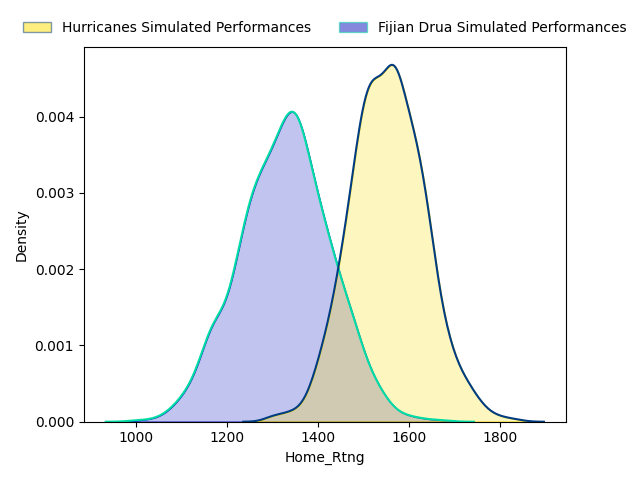 Hurricanes Simulated Performances Fijian Drua Simulated Performances
0.004
0.003
0.002
0.001
0.000
Density
1000 1200 1400 1600 1800
Home_Rtng